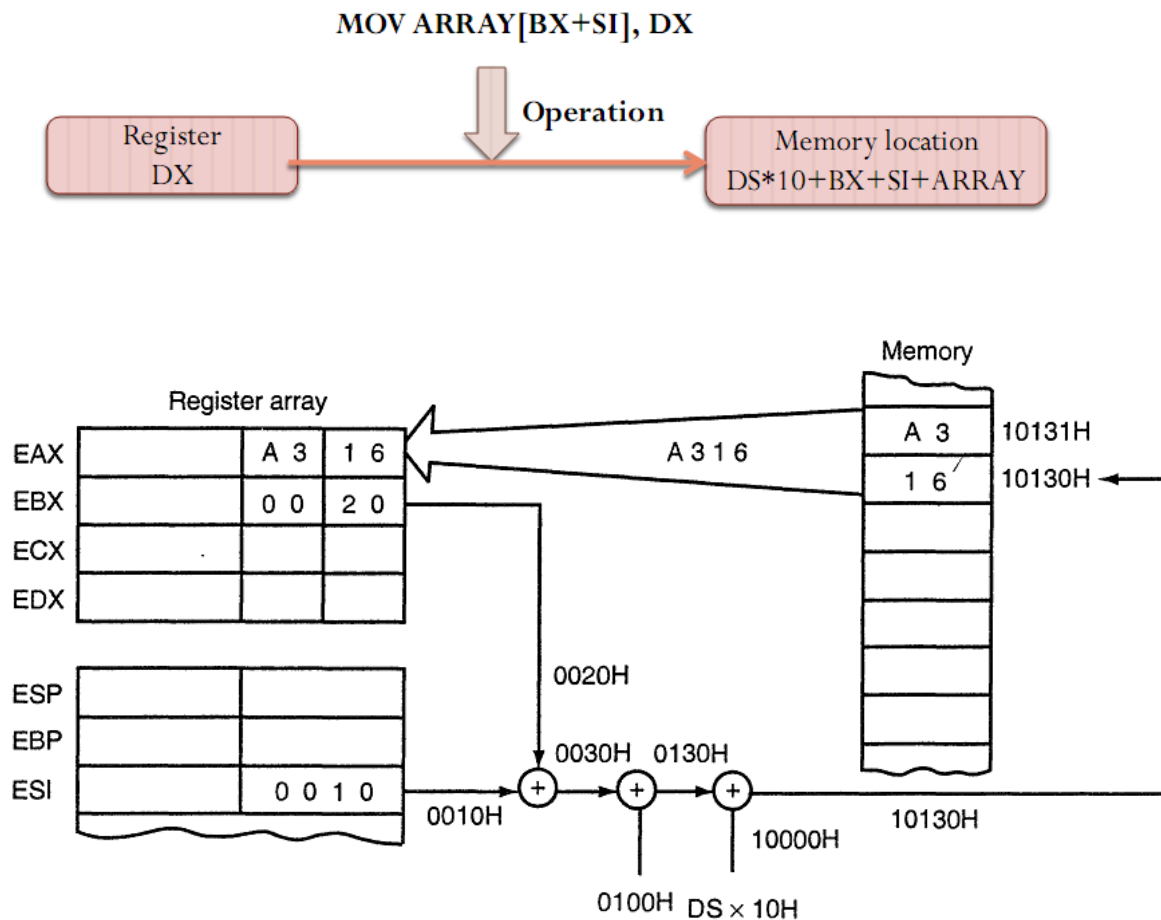 MOV ARRAY[BX+SI], DX
Operation
Register
DX
Memory location
DS*10+BX+SI+ARRAY
Memory
Register array
EAX A 3 1 6
A 3 1 6
A 3 10131H
EBX 0 0 2 0
1 6 10130H
ECX
EDX
ESP
0020H
EBP
0030H 0130H
ESI 0 0 1 0
+ + +
0010H
10000H
10130H
0100H DS × 10H